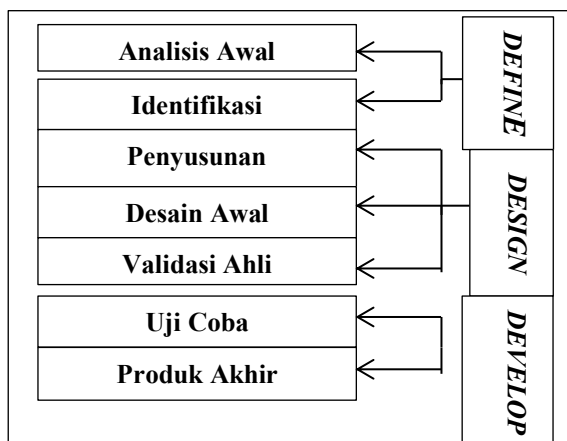 Analisis Awal
Identifikasi
Penyusunan
Desain Awal
Validasi Ahli
Uji Coba
Produk Akhir
DEFINE
DESIGN
DEVELOP